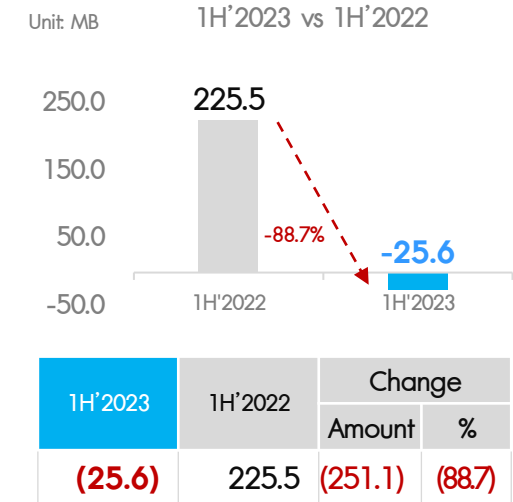 Unit: MB
1H’2023 vs 1H’2022
250.0
150.0
50.0
-50.0
225.5
-88.7%
-25.6
1H'2022
1H'2023
1H’2023
1H’2022
Change
Amount
%
(25.6)
225.5
(251.1)
(88.7)